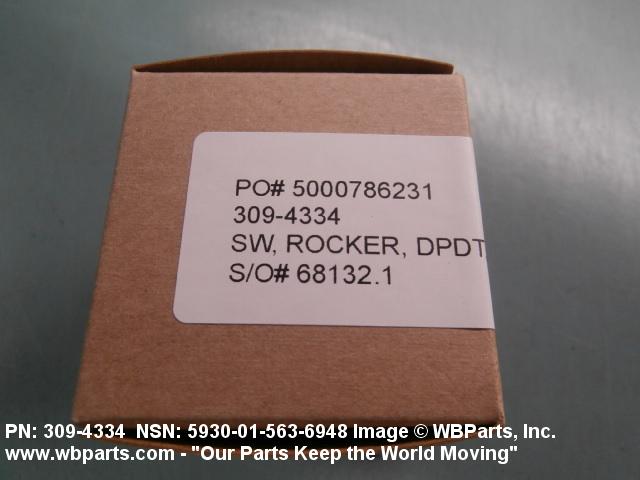 PO# 5000786231
309-4334
SW, ROCKER, DPDT
S/O# 68132.1
PN: 309-4334 NSN: 5930-01-563-6948 Image © WBParts, Inc.
www.wbparts.com - "Our Parts Keep the World Moving"